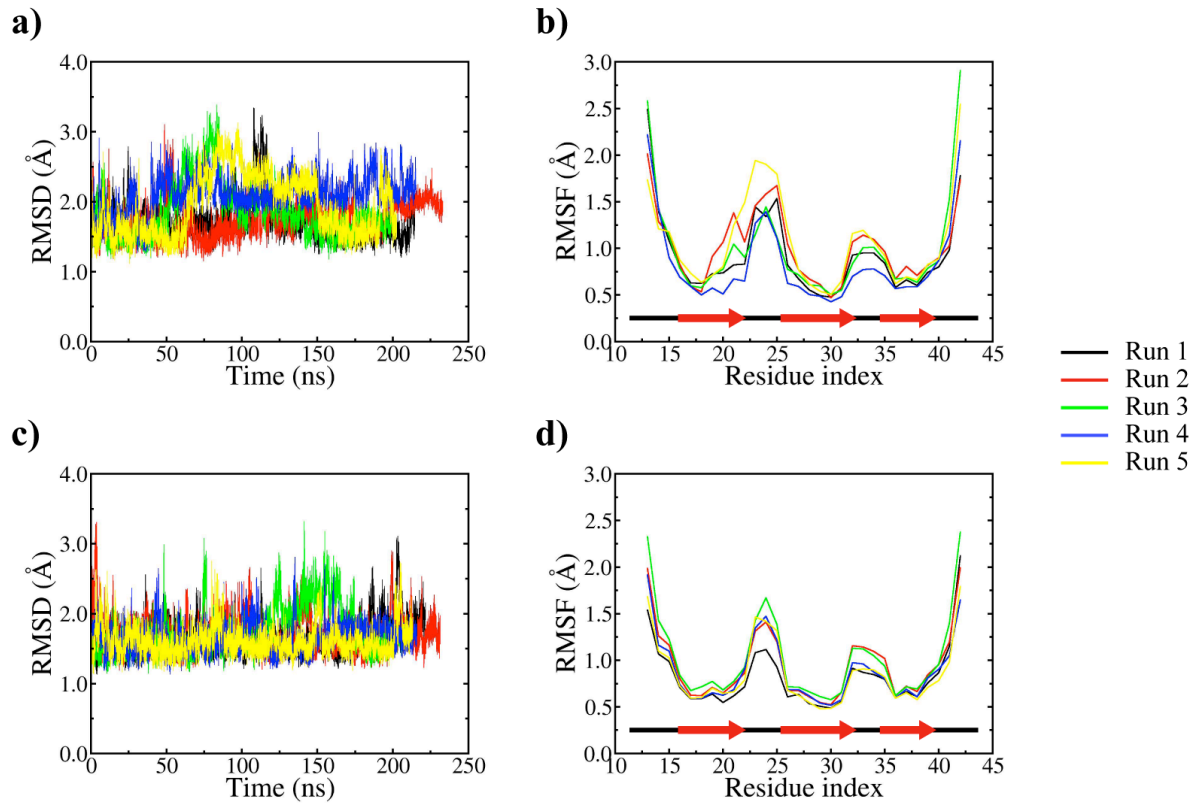 a)
4.0
3.0
2.0
1.0
0.0
RMSD (Å)
0 50 100 150 200 250
Time (ns)
b)
3.0
2.5
2.0
1.5
1.0
0.5
0.0
RMSF (Å)
10 15 20 25 30 35 40 45
Residue index
Run 1
Run 2
Run 3
Run 4
Run 5
c)
4.0
3.0
2.0
1.0
0.0
RMSD (Å)
0 50 100 150 200 250
Time (ns)
d)
3.0
2.5
2.0
1.5
1.0
0.5
0.0
RMSF (Å)
10 15 20 25 30 35 40 45
Residue index